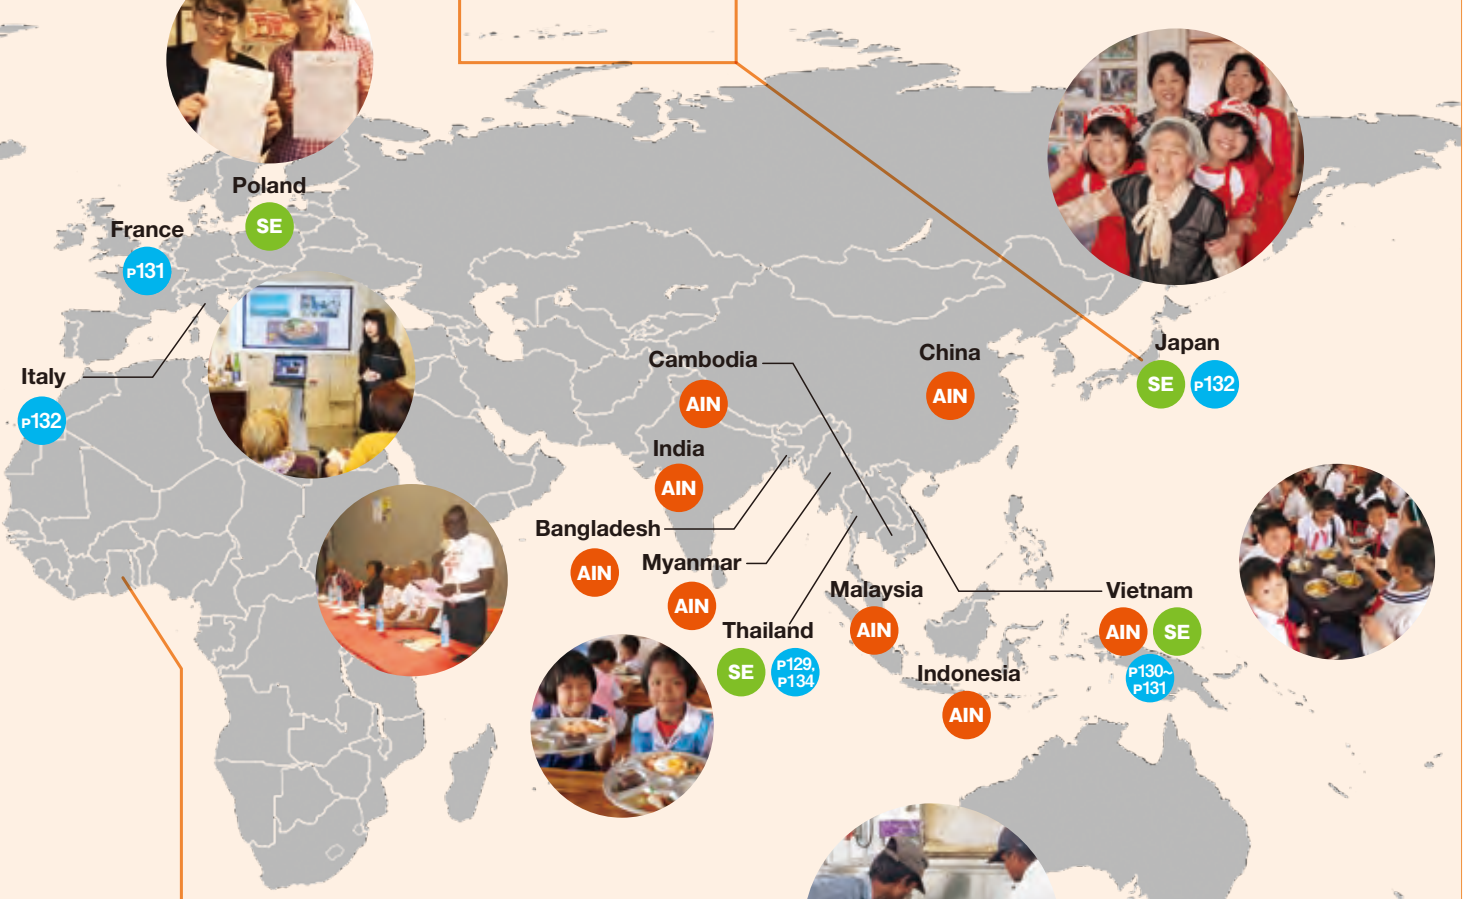 Poland
SE
France
P131
Italy
P132
Cambodia
AIN
China
AIN
Japan
SE P132
India
AIN
Bangladesh
AIN
Myanmar
AIN
Thailand
SE P129,
P134
Malaysia
AIN
Indonesia
AIN
Vietnam
AIN SE
P130~
P131